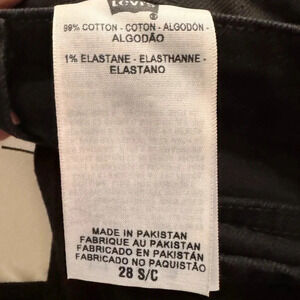 Levi's
®
99% COTTON - COTON - ALGODÓN -
ALGODÃO
1% ELASTANE - ELASTHANNE -
ELASTANO
MADE IN PAKISTAN
FABRIQUE AU PAKISTAN
FABRICADO EN PAKISTÁN
FABRICADO NO PAQUISTÃO
28 S/C